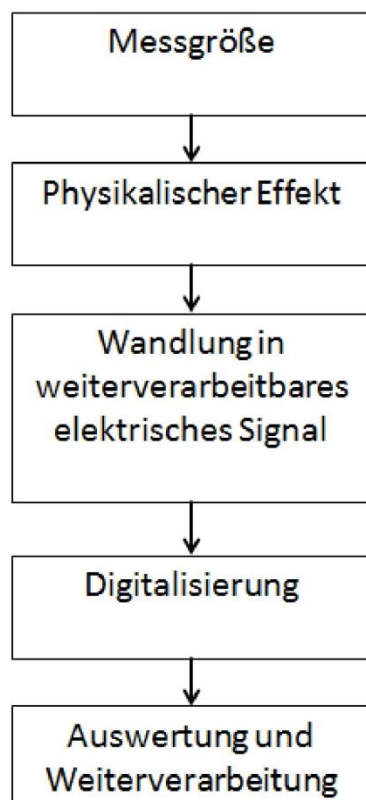 Messgröße
Physikalischer Effekt
Wandlung in
weiterverarbeitbares
elektrisches Signal
Digitalisierung
Auswertung und
Weiterverarbeitung